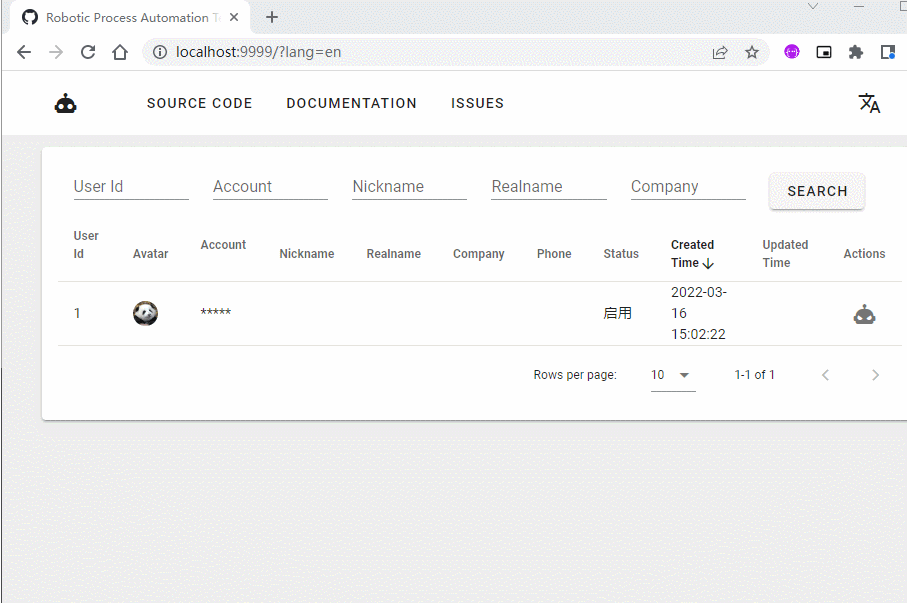 Robotic Process Automation T
localhost:9999/?lang=en
SOURCE CODE DOCUMENTATION ISSUES
User Id Account Nickname Realname Company SEARCH
User Id Avatar Account Nickname Realname Company Phone Status Created Time Updated Time Actions
1 ***** 启用 2022-03-16 15:02:22
Rows per page: 10 1-1 of 1